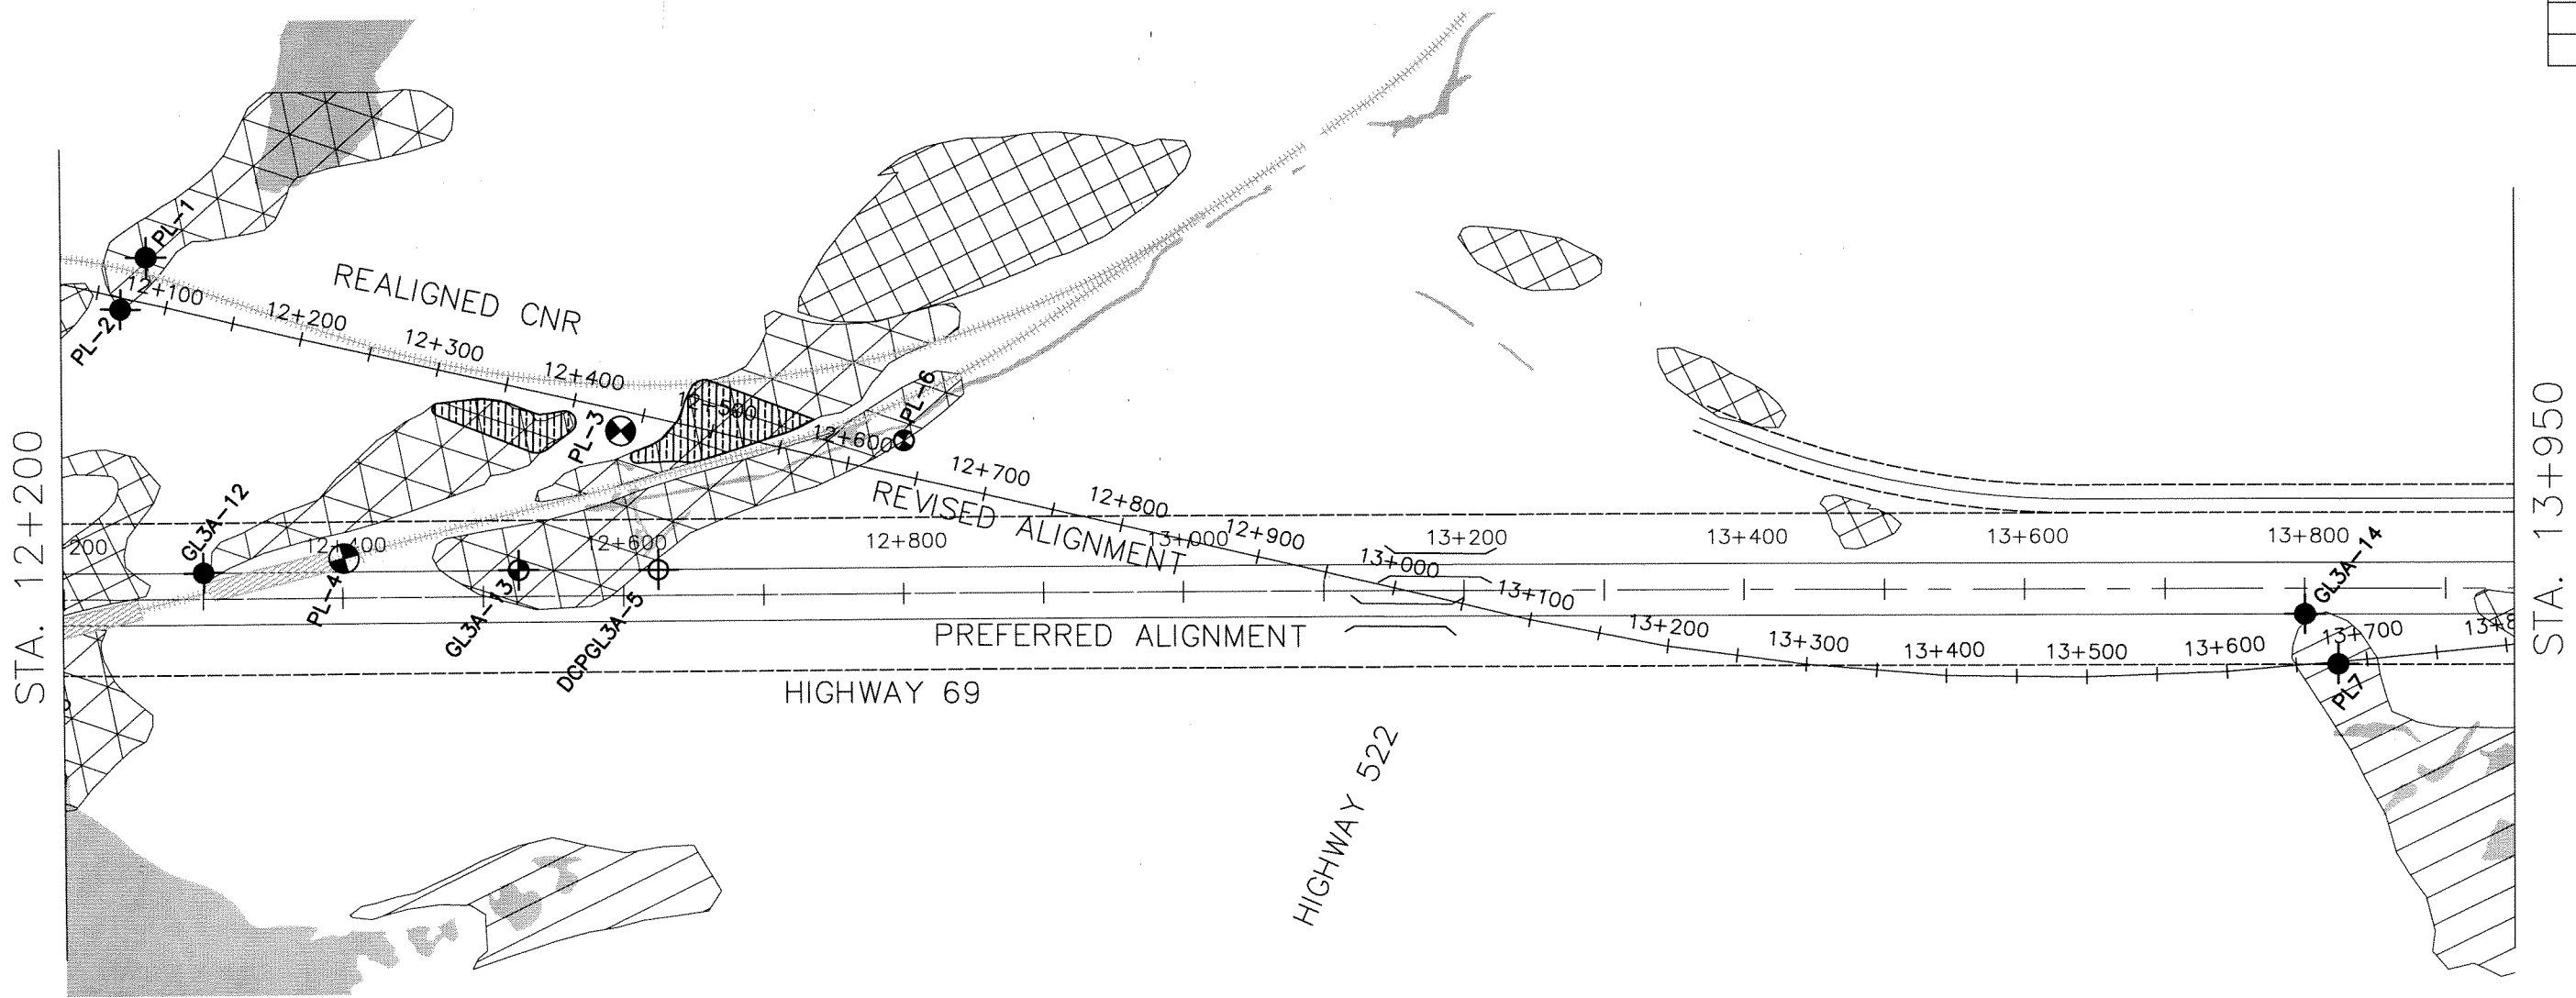 PL-1
PL-2
12+100
12+200
12+300
12+400
12+500
12+600
12+700
12+800
12+900
13+000
13+100
13+200
13+300
13+400
13+500
13+600
13+700
REALIGNED CNR
PL-3
PL-6
REVISED ALIGNMENT
STA. 12+200
GL3A-12
200
12+400
12+600
12+800
13+000
13+200
13+400
13+600
13+800
PL-4
GL3A-13
DCPGL3A-5
GL3A-14
PL7
13+8
PREFERRED ALIGNMENT
HIGHWAY 69
HIGHWAY 522
STA. 13+950